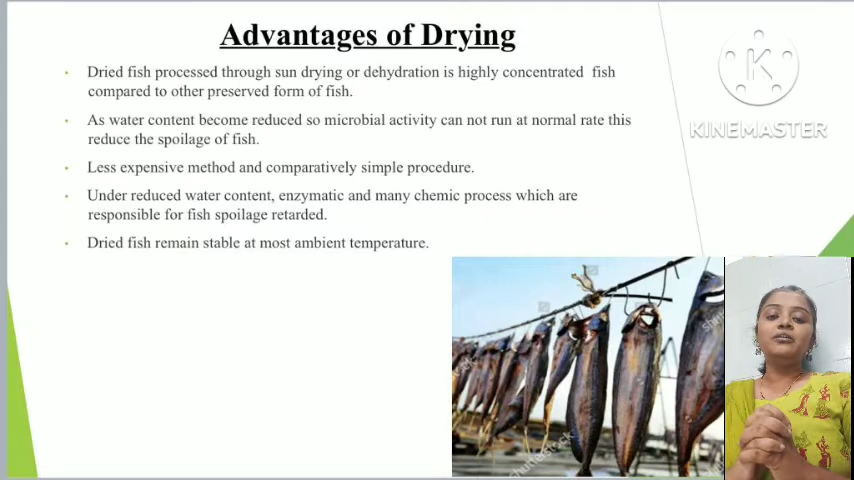 Advantages of Drying
Dried fish processed through sun drying or dehydration is highly concentrated fish
compared to other preserved form of fish.
As water content become reduced so microbial activity can not run at normal rate this
reduce the spoilage of fish.
Less expensive method and comparatively simple procedure.
Under reduced water content, enzymatic and many chemic process which are
responsible for fish spoilage retarded.
Dried fish remain stable at most ambient temperature.
K
KINEMASTER
shutterstock